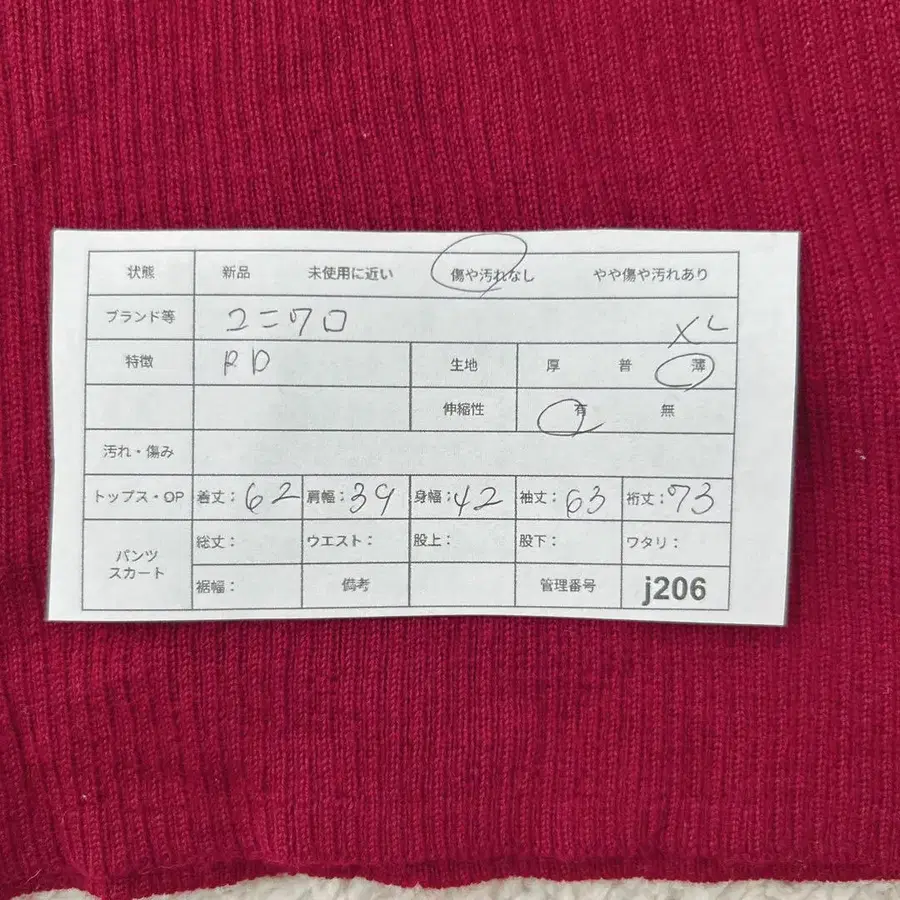 状態 新品 未使用に近い 傷や汚れなし やや傷や汚れあり
ブランド等 ユニクロ XL
特徴 RD 生地 厚 普 薄
伸縮性 有 無
汚れ・傷み
トップス・OP 着丈: 62 肩幅: 39 身幅: 42 袖丈: 63 裄丈: 73
パンツ スカート 総丈: ウエスト: 股上: 股下: ワタリ:
裾幅: 備考 管理番号 j206